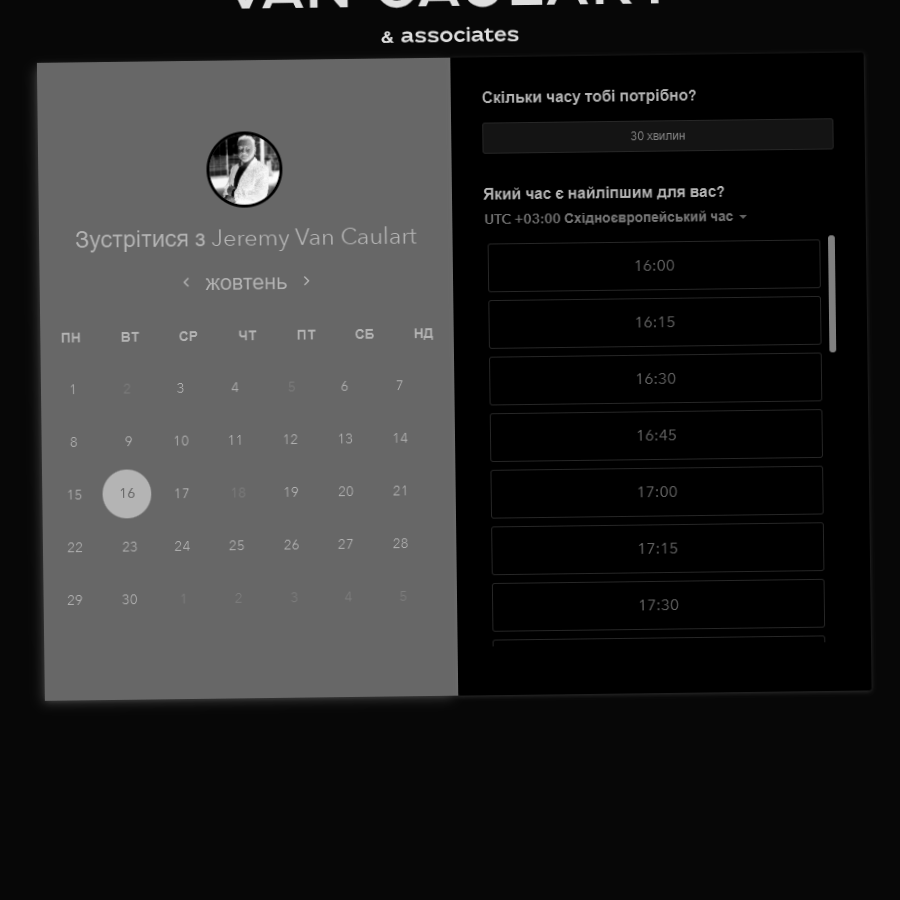 VAN CAULART
& associates
Зустрітися з Jeremy Van Caulart
жовтень
ПН ВТ СР ЧТ ПТ СБ НД
1 2 3 4 5 6 7
8 9 10 11 12 13 14
15 16 17 18 19 20 21
22 23 24 25 26 27 28
29 30 1 2 3 4 5
Скільки часу тобі потрібно?
30 хвилин
Який час є найліпшим для вас?
UTC +03:00 Східноєвропейський час
16:00
16:15
16:30
16:45
17:00
17:15
17:30